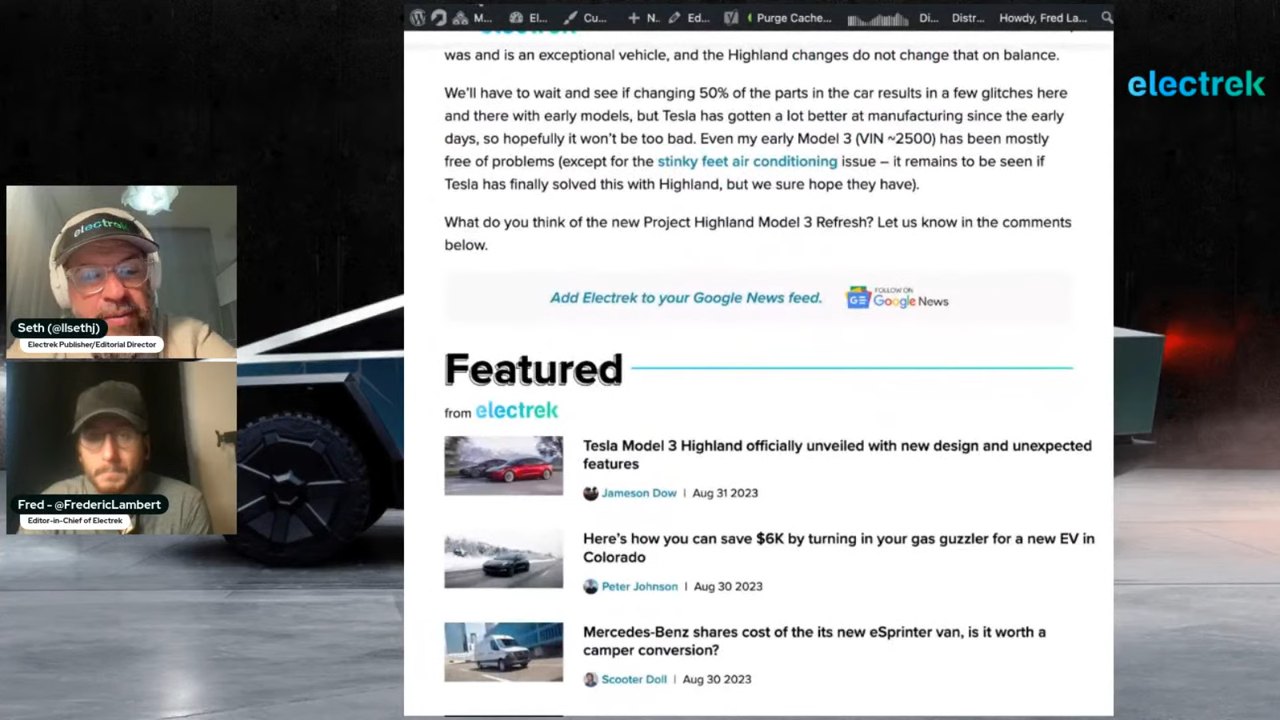 M...
El...
Cu...
N.
Ed...
Purge Cache...
Di...
Distr...
Howdy, Fred La...
electrek
was and is an exceptional vehicle, and the Highland changes do not change that on balance.
We'll have to wait and see if changing 50% of the parts in the car results in a few glitches here
and there with early models, but Tesla has gotten a lot better at manufacturing since the early
days, so hopefully it won't be too bad. Even my early Model 3 (VIN ~2500) has been mostly
free of problems (except for the stinky feet air conditioning issue – it remains to be seen if
Tesla has finally solved this with Highland, but we sure hope they have).
What do you think of the new Project Highland Model 3 Refresh? Let us know in the comments
below.
Add Electrek to your Google News feed.
FOLLOW ON
GE Google News
Featured
from electrek
Tesla Model 3 Highland officially unveiled with new design and unexpected
features
Jameson Dow | Aug 31 2023
Here's how you can save $6K by turning in your gas guzzler for a new EV in
Colorado
Peter Johnson | Aug 30 2023
Mercedes-Benz shares cost of the its new eSprinter van, is it worth a
camper conversion?
Scooter Doll | Aug 30 2023
electrek
electrek
Seth (@llsethj)
Electrek Publisher/Editorial Director
Fred - @FredericLambert
Editor-in-Chief of Electrek